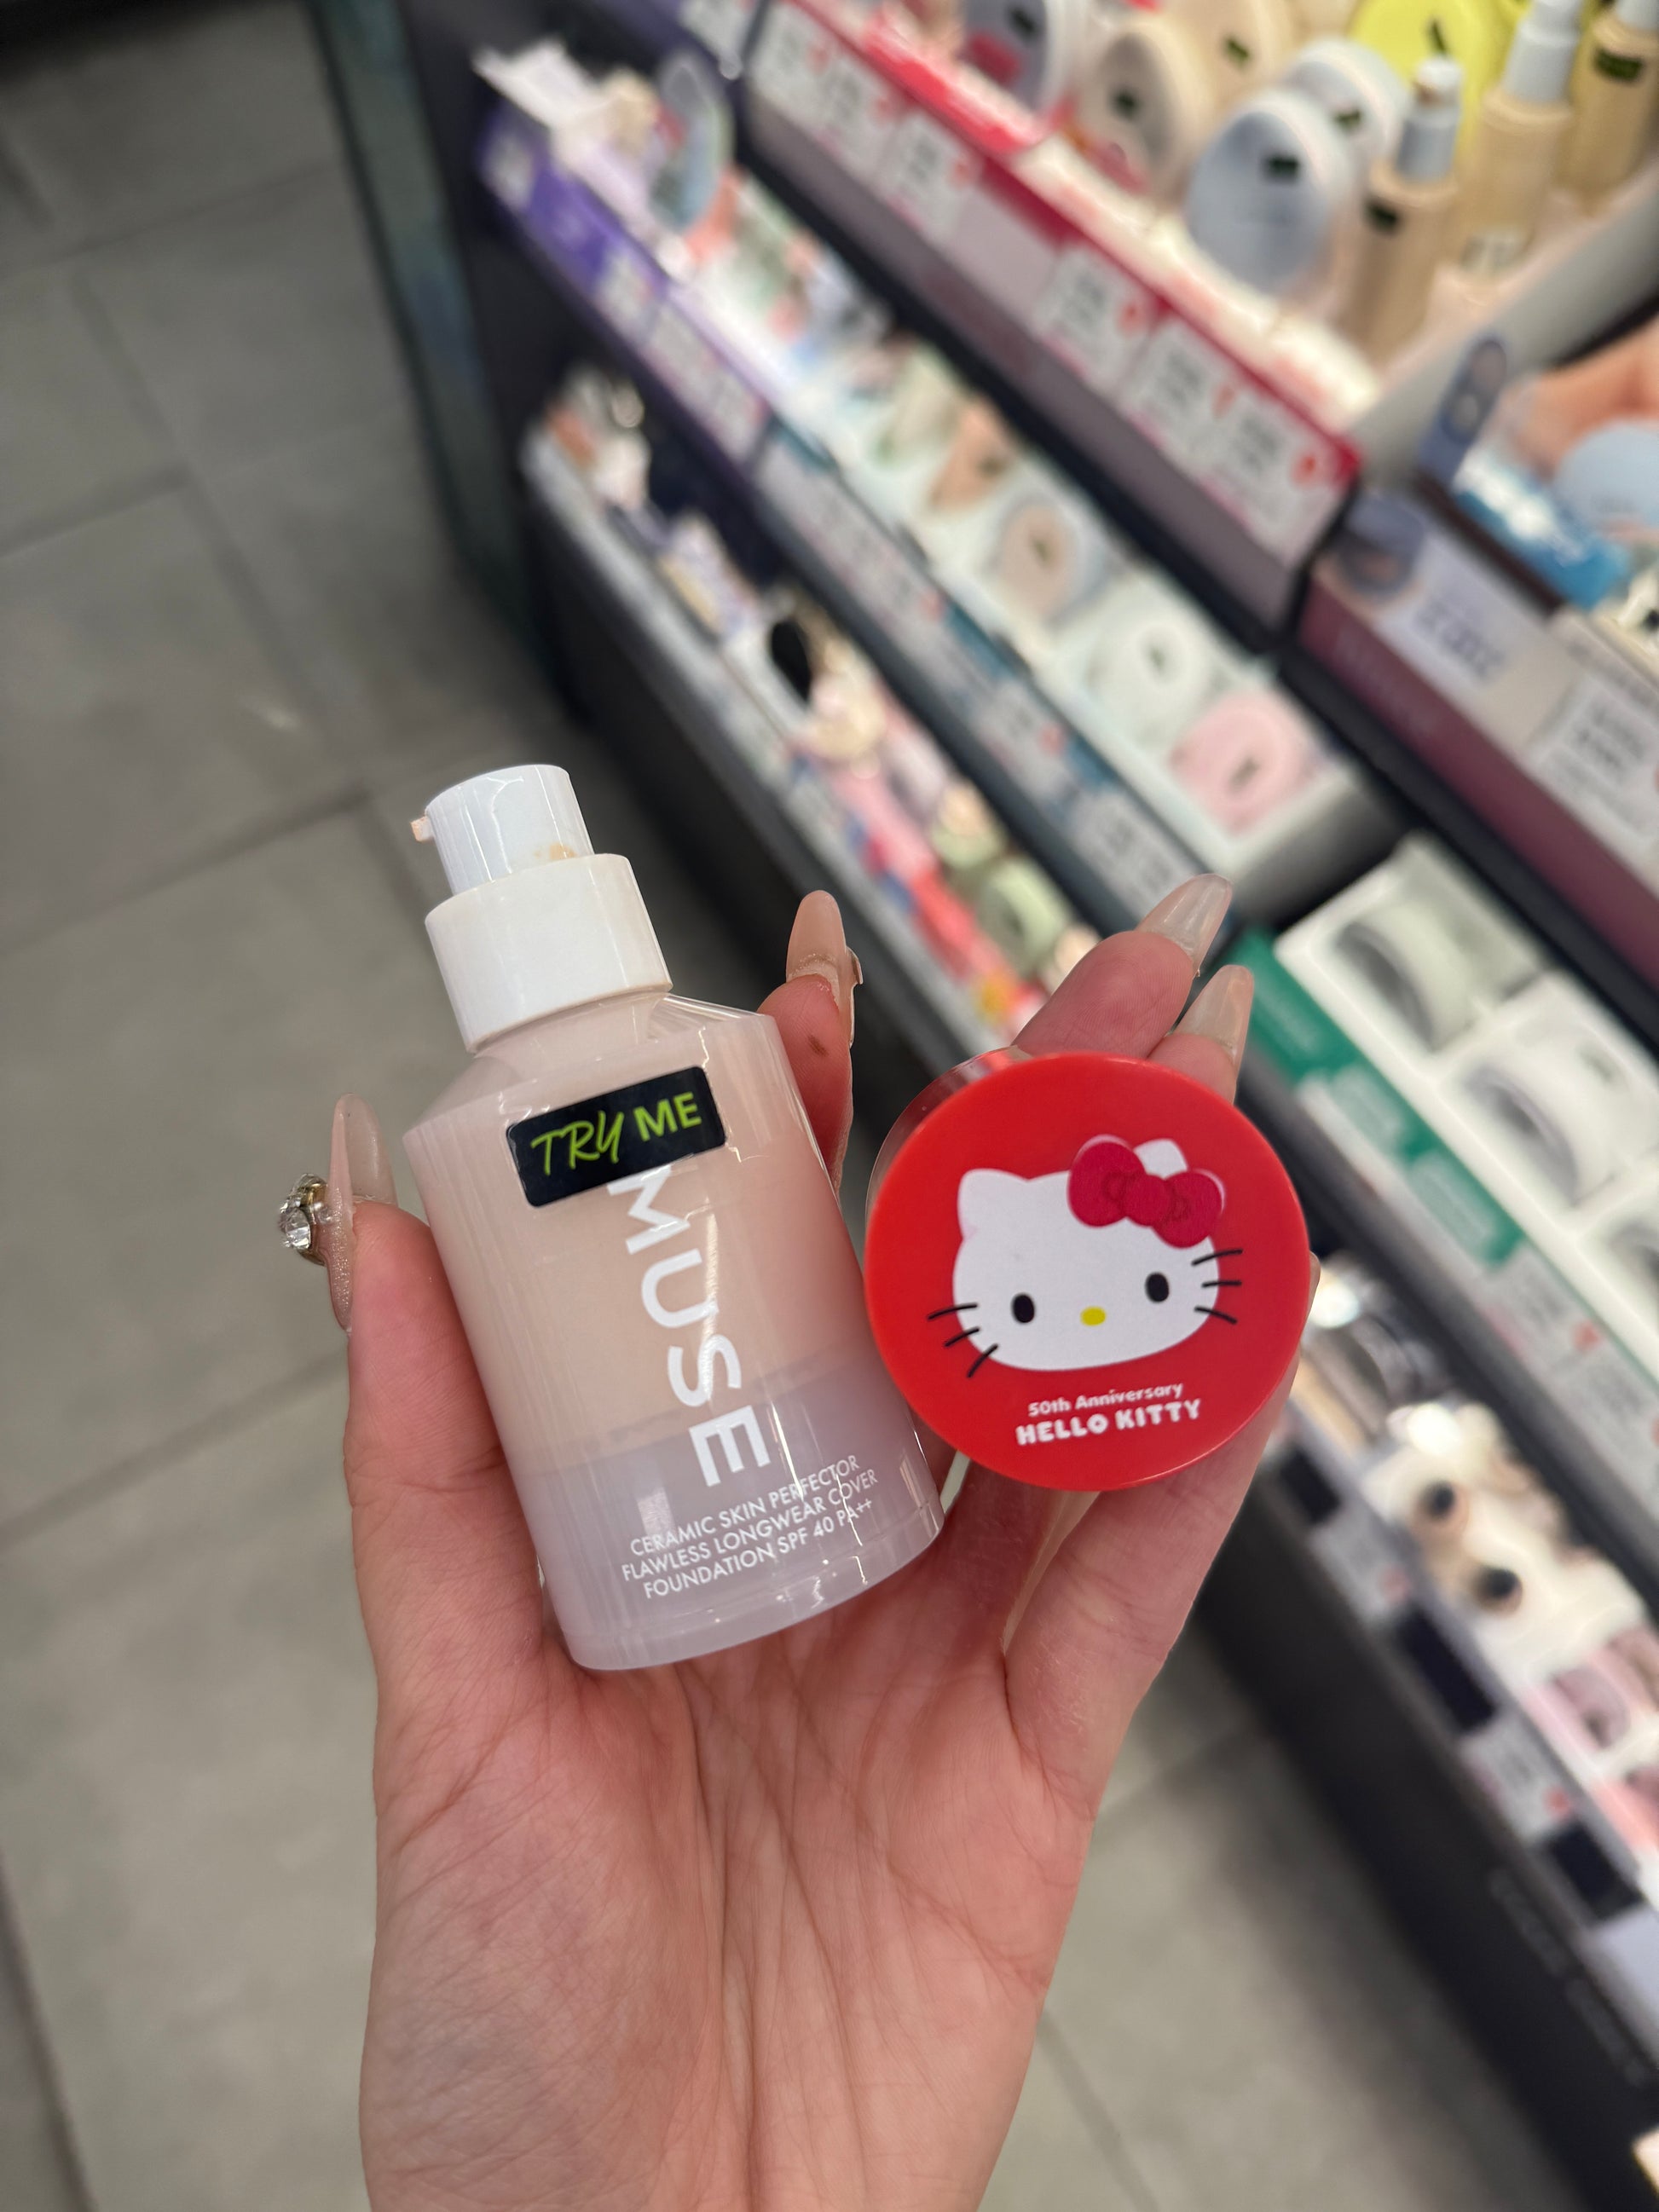 TRY ME
MUSE
CERAMIC SKIN PERFECTOR
FLAWLESS LONGWEAR COVER
FOUNDATION SPF 40 PA++
50th Anniversary
HELLO KITTY